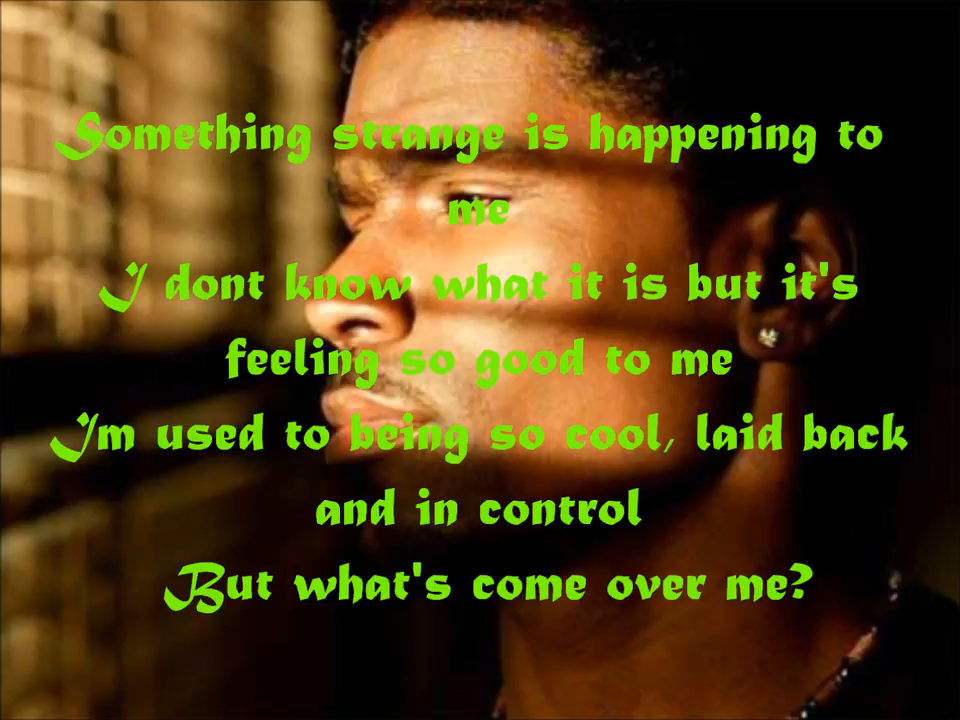 Something strange is happening to
me
I dont know what it is but it's
feeling so good to me
I'm used to being so cool, laid back
and in control
But what's come over me?